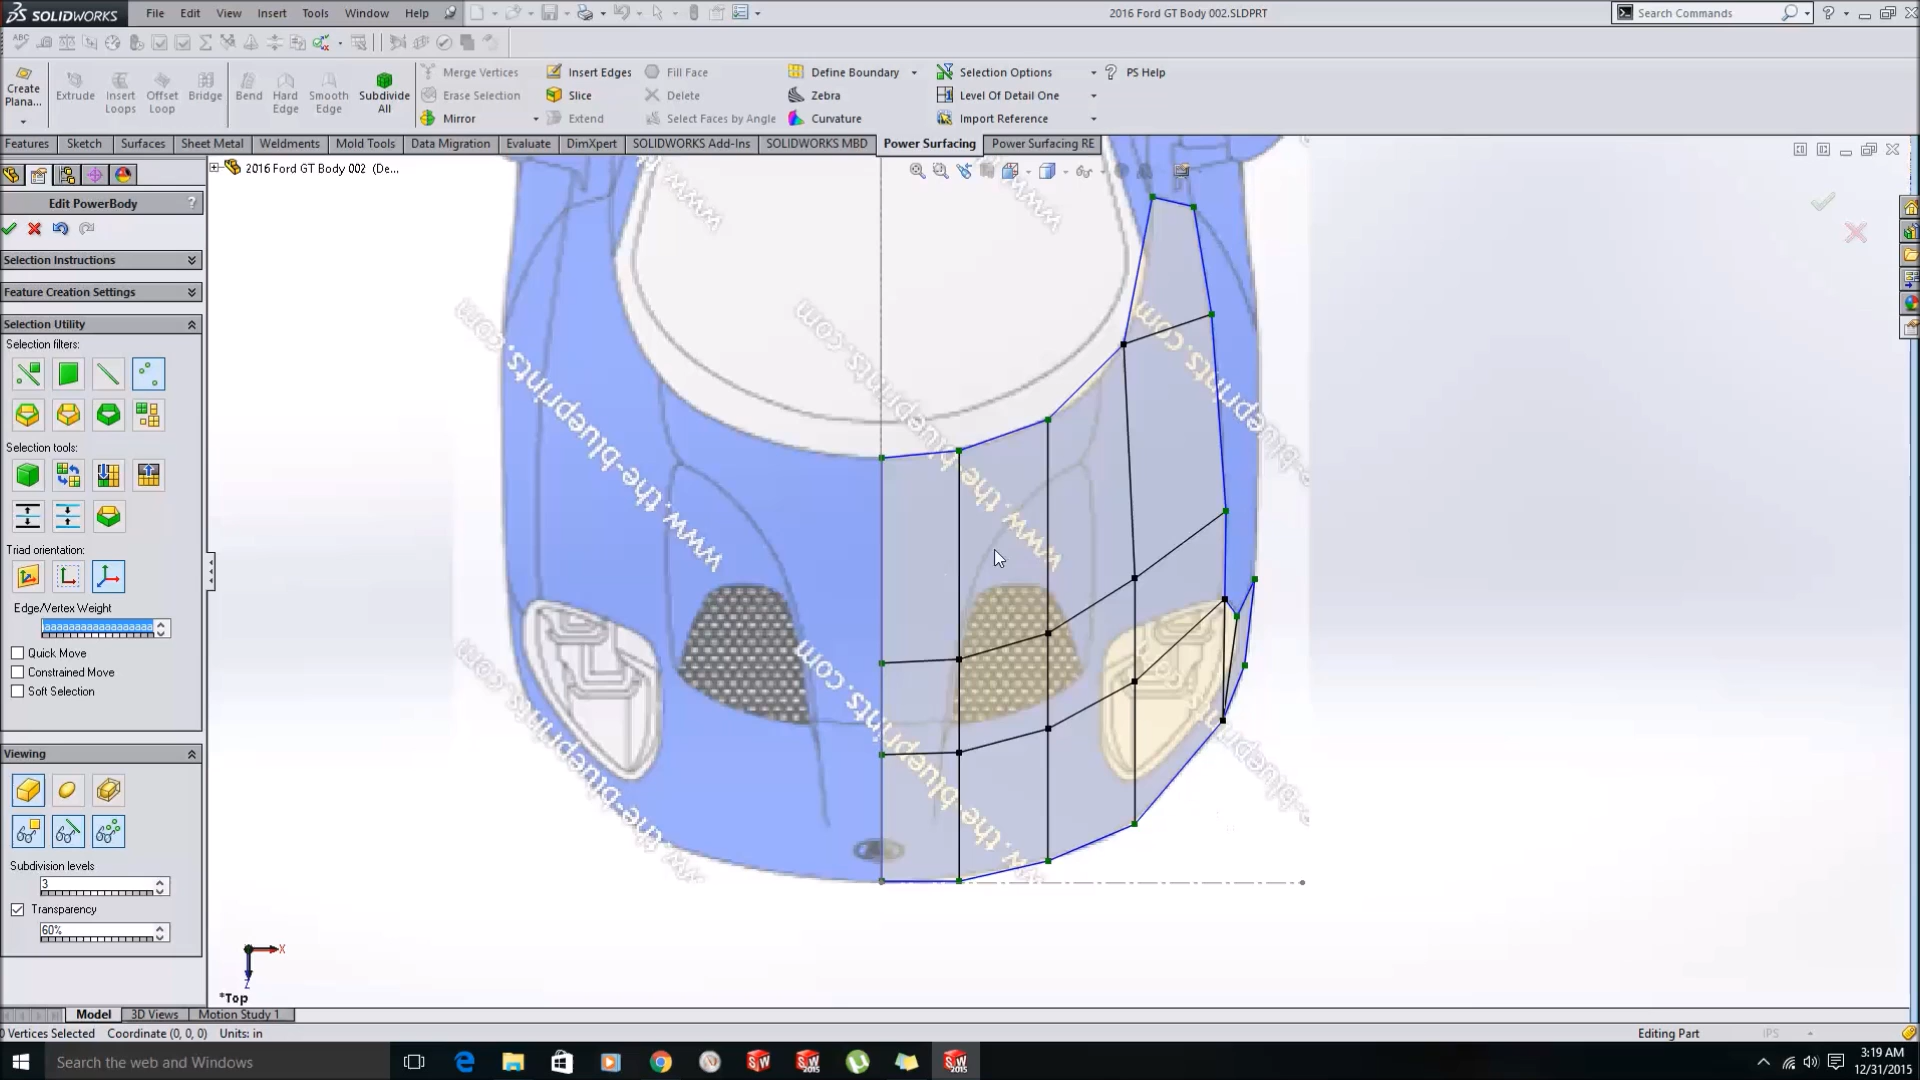 SOLIDWORKS File Edit View Insert Tools Window Help 2016 Ford GT Body 002.SLDPRT Search Commands
Create Plana... Extrude Insert Loops Offset Loop Bridge Bend Hard Edge Smooth Edge Subdivide All
Merge Vertices Insert Edges Fill Face Define Boundary Selection Options PS Help
Erase Selection Slice Delete Zebra Level Of Detail One
Mirror Extend Select Faces by Angle Curvature Import Reference
Features Sketch Surfaces Sheet Metal Weldments Mold Tools Data Migration Evaluate DimXpert SOLIDWORKS Add-Ins SOLIDWORKS MBD Power Surfacing Power Surfacing RE
2016 Ford GT Body 002 (De...
Edit PowerBody ?
Selection Instructions
Feature Creation Settings
Selection Utility
Selection filters:
Selection tools:
Triad orientation:
Edge/Vertex Weight
Quick Move
Constrained Move
Soft Selection
Viewing
Subdivision levels
3
Transparency
60%
www.the-blueprints.com
www.the-blueprints.com
X
Z
*Top
Model 3D Views Motion Study 1
0 Vertices Selected Coordinate (0, 0, 0) Units: in Editing Part IPS
Search the web and Windows
3:19 AM
12/31/2015